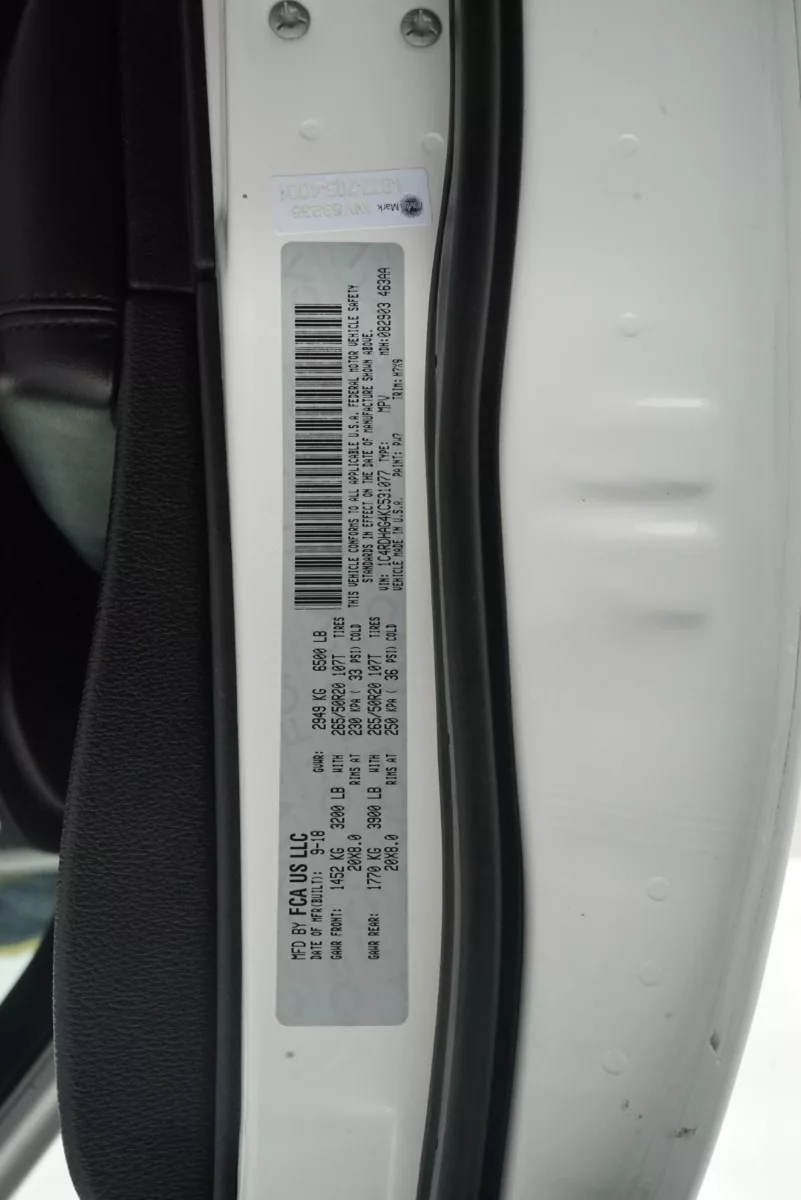 MFD BY FCA US LLC
DATE OF MFR(BUILT): 9-18 GVWR: 2949 KG 6500 LB
GAWR FRONT: 1452 KG 3200 LB WITH 265/50R20 107T TIRES
20X8.0 RIMS AT 230 KPA ( 33 PSI) COLD
GAWR REAR: 1770 KG 3900 LB WITH 265/50R20 107T TIRES
20X8.0 RIMS AT 250 KPA ( 36 PSI) COLD
THIS VEHICLE CONFORMS TO ALL APPLICABLE U.S.A. FEDERAL MOTOR VEHICLE SAFETY
STANDARDS IN EFFECT ON THE DATE OF MANUFACTURE SHOWN ABOVE.
VIN: 1C4RDHAG4KC531077 TYPE: MPV MDH:082903 463AA
VEHICLE MADE IN U.S.A. PAINT: PW7 TRIM:H7X9
Mark